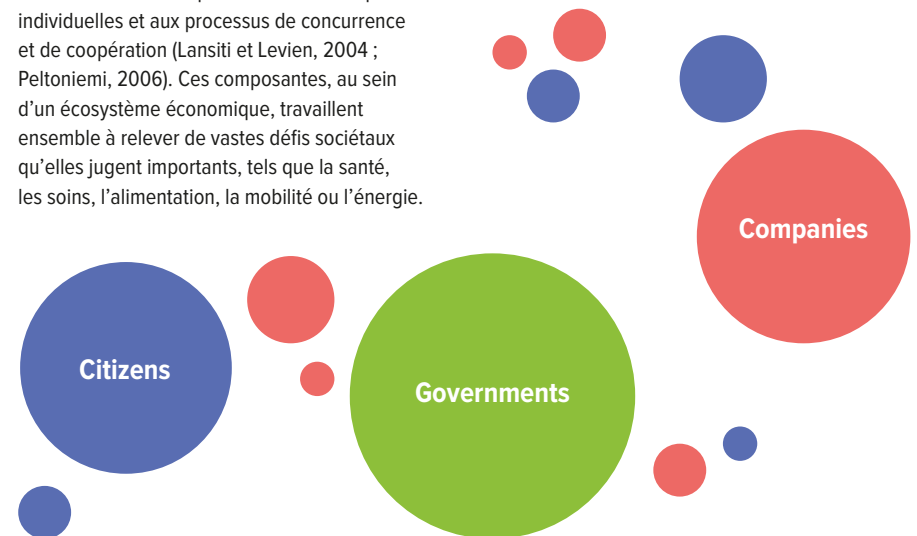 individuelles et aux processus de concurrence
et de coopération (Lansiti et Levien, 2004 ;
Peltoniemi, 2006). Ces composantes, au sein
d’un écosystème économique, travaillent
ensemble à relever de vastes défis sociétaux
qu’elles jugent importants, tels que la santé,
les soins, l’alimentation, la mobilité ou l’énergie.
Companies
Citizens
Governments